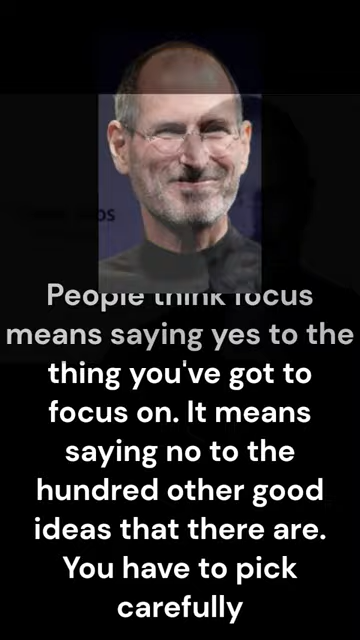 People think focus
means saying yes to the
thing you've got to
focus on. It means
saying no to the
hundred other good
ideas that there are.
You have to pick
carefully